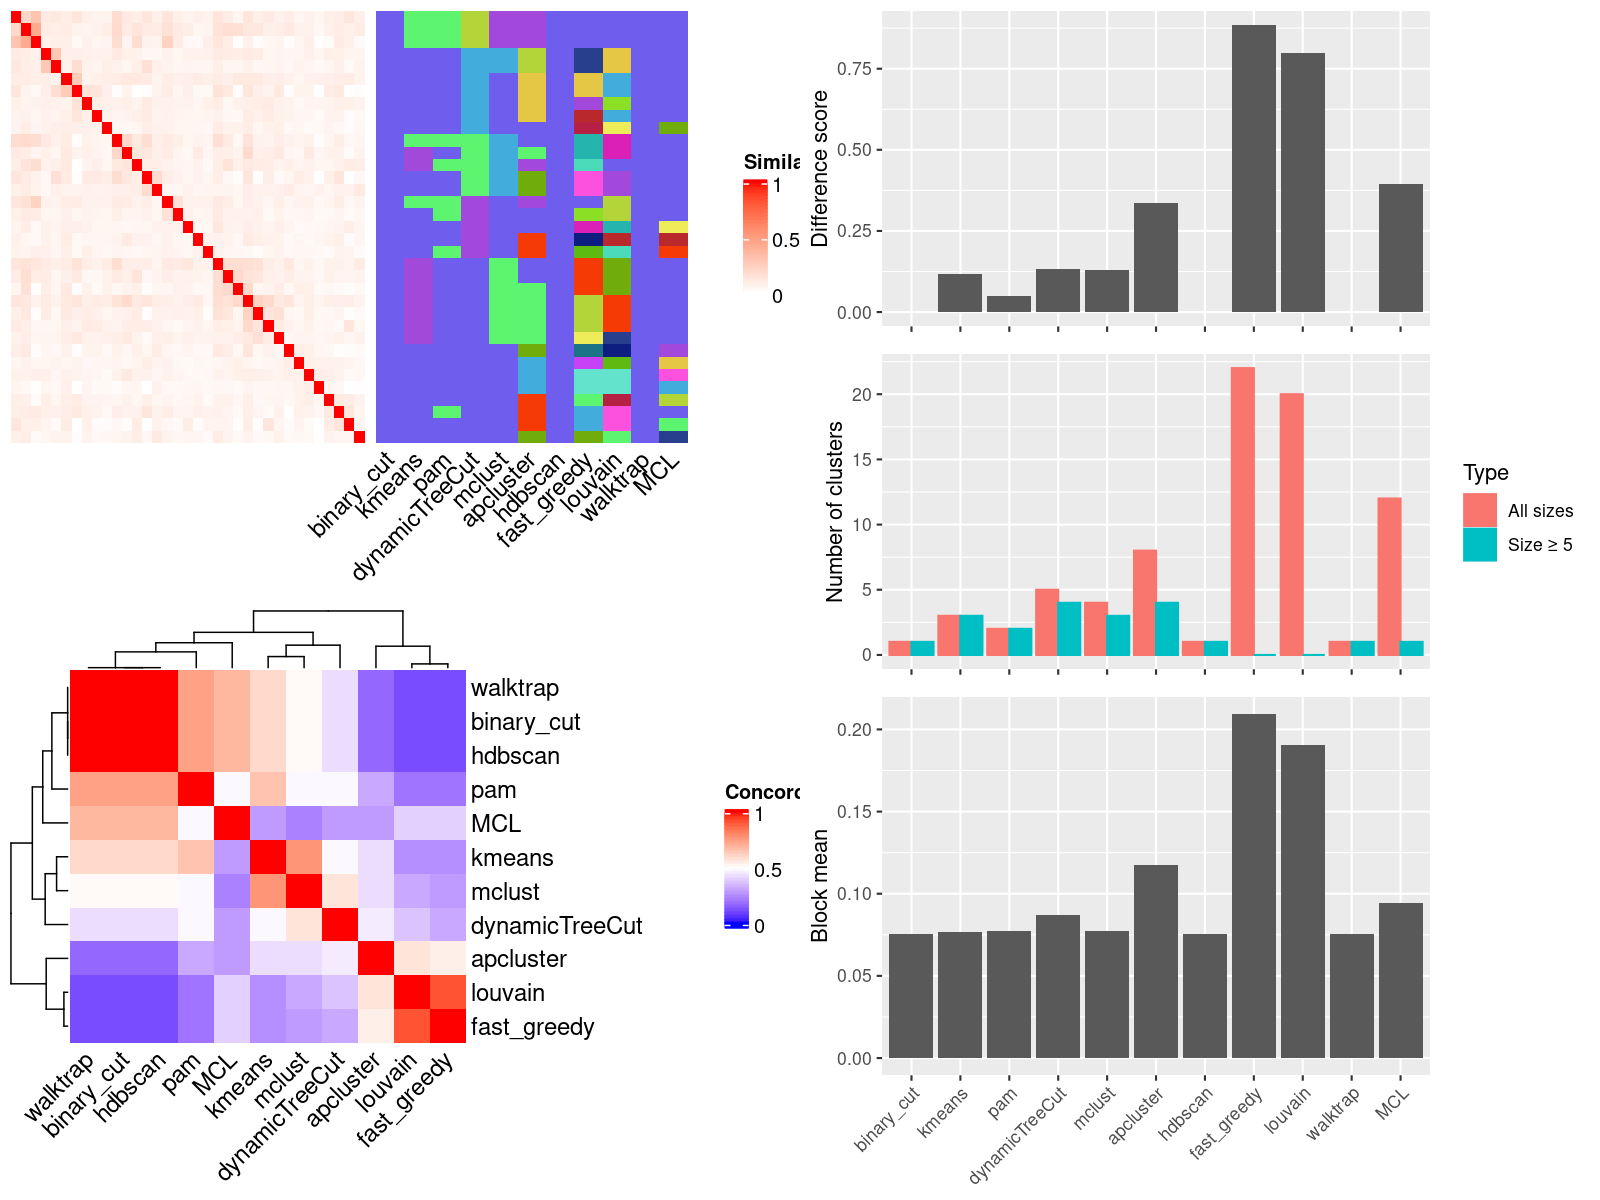 Simila
1
0.5
0
binary_cut
kmeans
pam
dynamicTreeCut
mclust
apcluster
hdbscan
fast_greedy
louvain
walktrap
MCL
walktrap
binary_cut
hdbscan
pam
MCL
kmeans
mclust
dynamicTreeCut
apcluster
louvain
fast_greedy
Concord
1
0.5
0
walktrap
binary_cut
hdbscan
pam
MCL
kmeans
mclust
dynamicTreeCut
apcluster
louvain
fast_greedy
Difference score
0.75
0.50
0.25
0.00
Number of clusters
20
15
10
5
0
Type
All sizes
Size ≥ 5
Block mean
0.20
0.15
0.10
0.05
0.00
binary_cut
kmeans
pam
dynamicTreeCut
mclust
apcluster
hdbscan
fast_greedy
louvain
walktrap
MCL